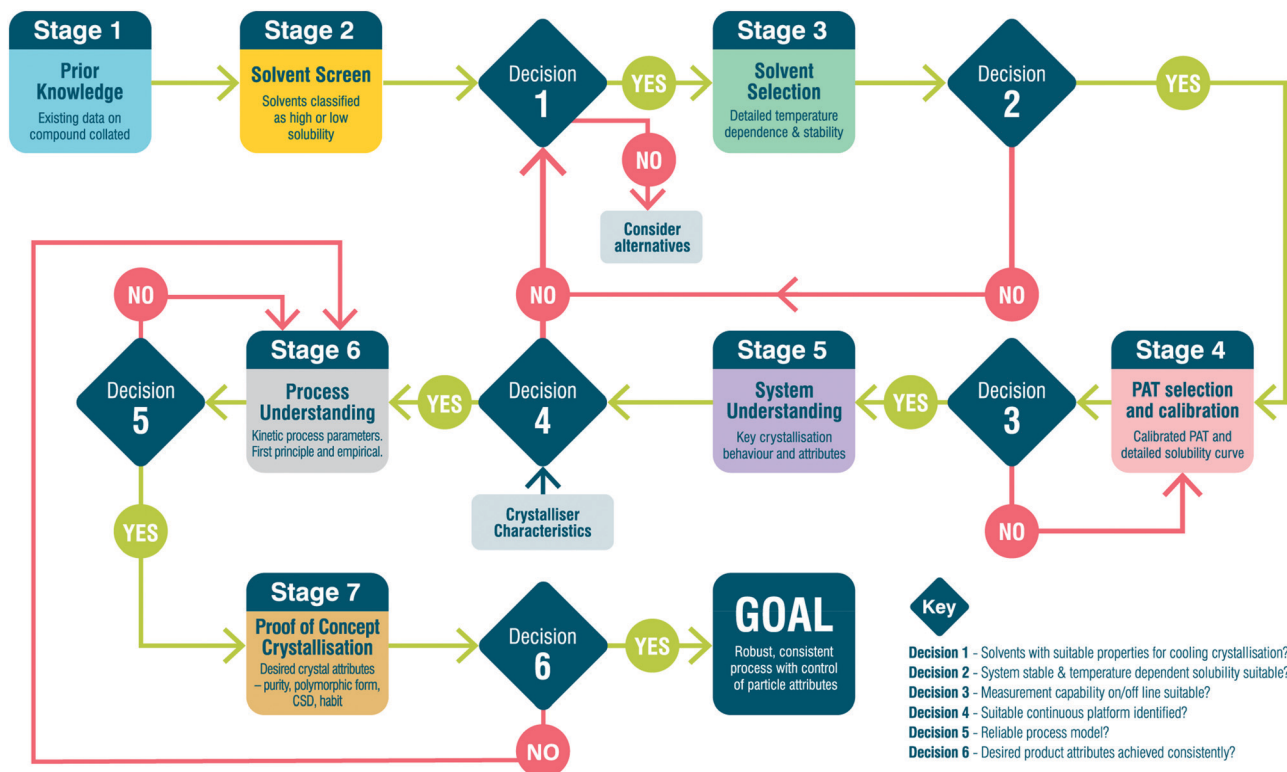 Stage 1
Prior
Knowledge
Existing data on
compound collated
Stage 2
Solvent Screen
Solvents classified
as high or low
solubility
Decision
1
YES
NO
Consider
alternatives
Stage 3
Solvent
Selection
Detailed temperature
dependence & stability
Decision
2
YES
NO
NO
NO
Decision
5
Stage 6
Process
Understanding
Kinetic process parameters.
First principle and empirical.
YES
Decision
4
Crystalliser
Characteristics
Stage 5
System
Understanding
Key crystallisation
behaviour and attributes
YES
Decision
3
NO
Stage 4
PAT selection
and calibration
Calibrated PAT and
detailed solubility curve
YES
Stage 7
Proof of Concept
Crystallisation
Desired crystal attributes
– purity, polymorphic form,
CSD, habit
Decision
6
NO
YES
GOAL
Robust, consistent
process with control
of particle attributes
Key
Decision 1 - Solvents with suitable properties for cooling crystallisation?
Decision 2 - System stable & temperature dependent solubility suitable?
Decision 3 - Measurement capability on/off line suitable?
Decision 4 - Suitable continuous platform identified?
Decision 5 - Reliable process model?
Decision 6 - Desired product attributes achieved consistently?